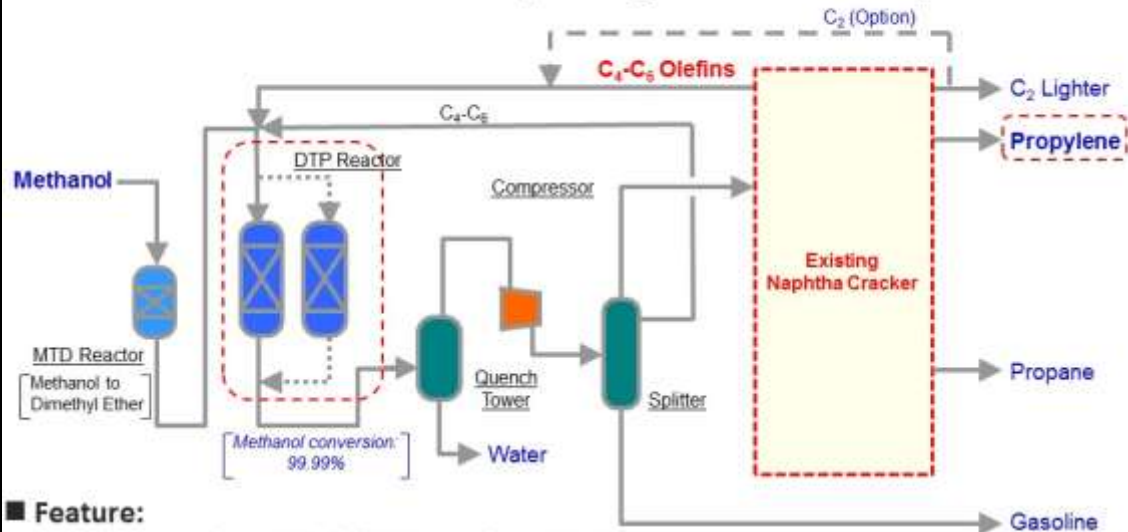 C2 (Option)
C4-C6 Olefins
C2 Lighter
C4-C6
Propylene
DTP Reactor
Methanol
Compressor
Existing
Naphtha Cracker
MTD Reactor
Methanol to
Dimethyl Ether
Quench
Tower
Splitter
Propane
Methanol conversion:
99.99%
Water
■ Feature:
Gasoline